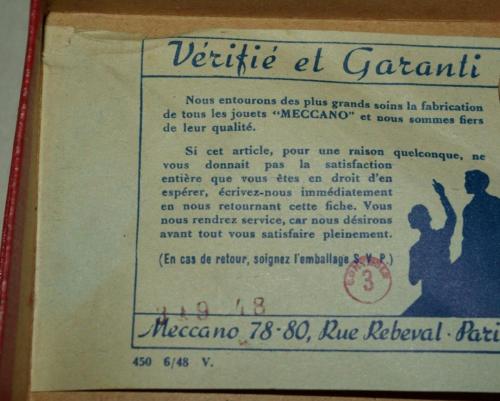 Vérifié et Garanti
Nous entourons des plus grands soins la fabrication
de tous les jouets “MECCANO” et nous sommes fiers
de leur qualité.
Si cet article, pour une raison quelconque, ne
vous donnait pas la satisfaction
entière que vous êtes en droit d'en
espérer, écrivez-nous immédiatement
en nous retournant cette fiche. Vous
nous rendrez service, car nous désirons
avant tout vous satisfaire pleinement.
(En cas de retour, soignez l'emballage S.V.P.)
3
48
Meccano 78-80, Rue Rebeval - Pari
450 6/48 V.